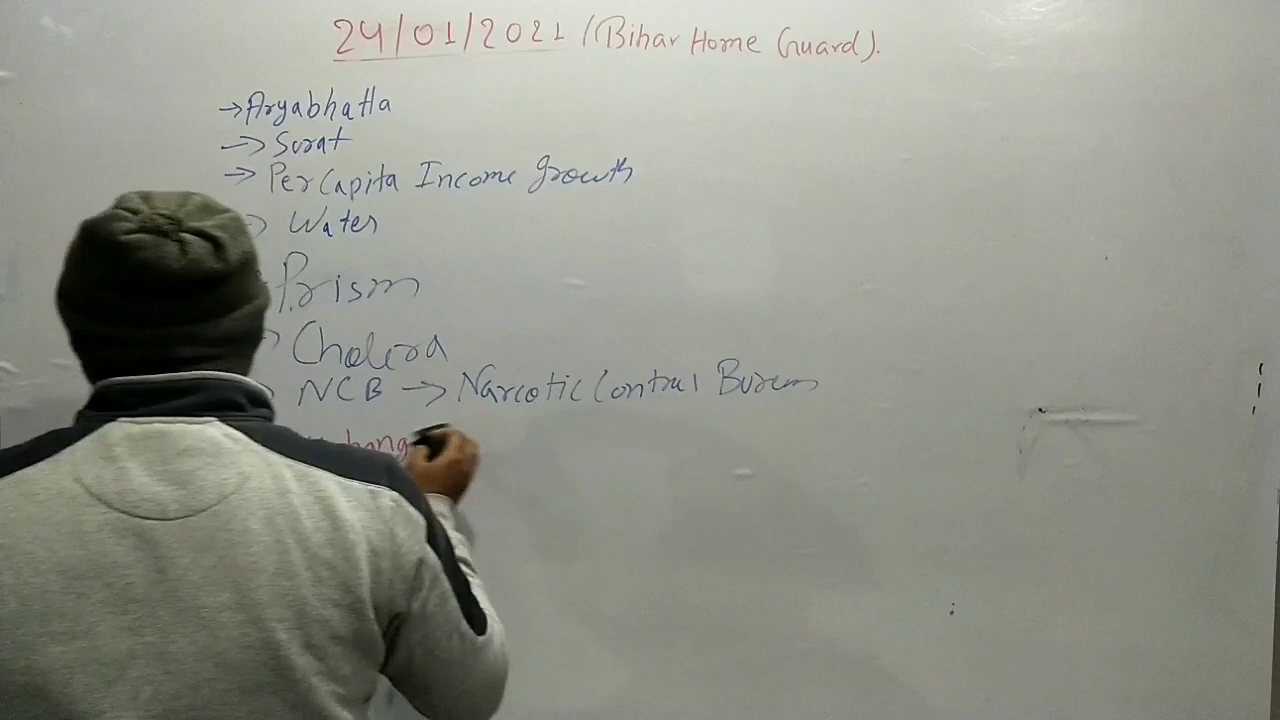 24/01/2021 (Bihar Home Guard).
→Aryabhatta
→ Surat
→ Per Capita Income Growth
Water
Prism
Cholera
NCB → Narcotic Control Bureau